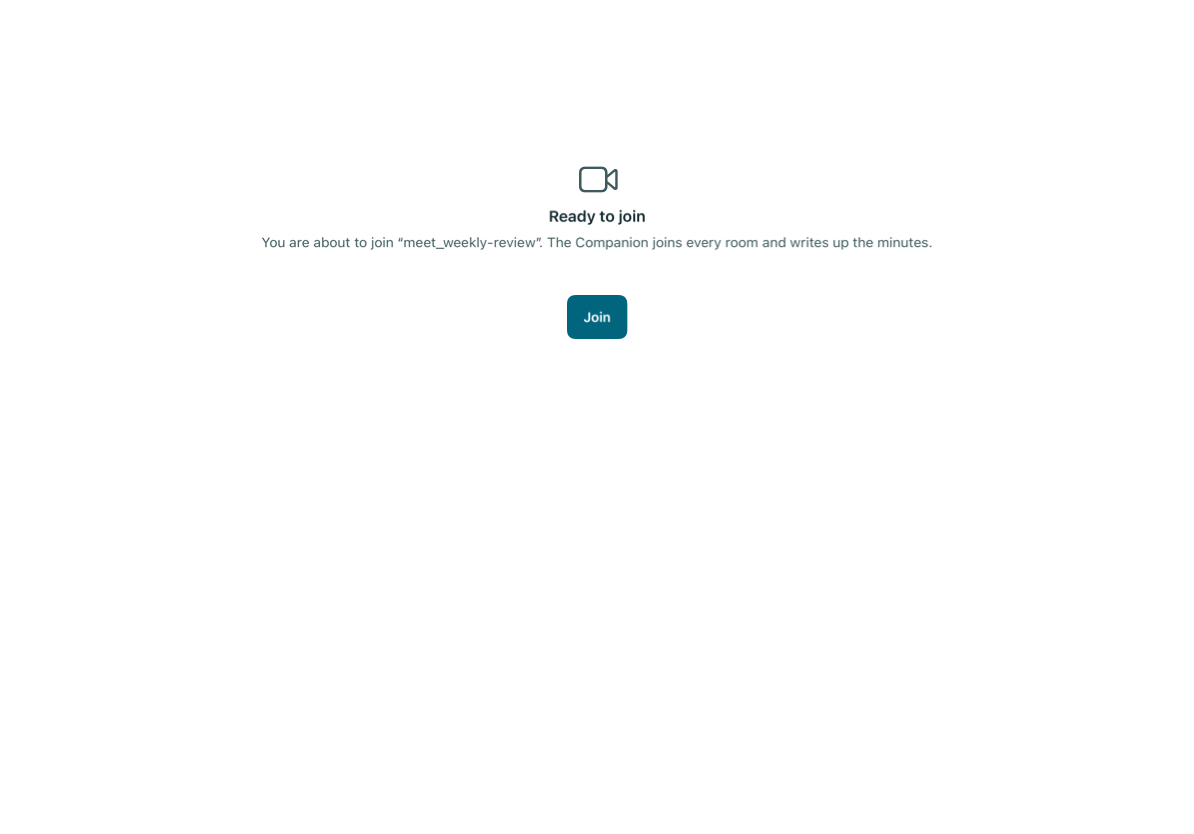 Ready to join
You are about to join “meet_weekly-review”. The Companion joins every room and writes up the minutes.
Join